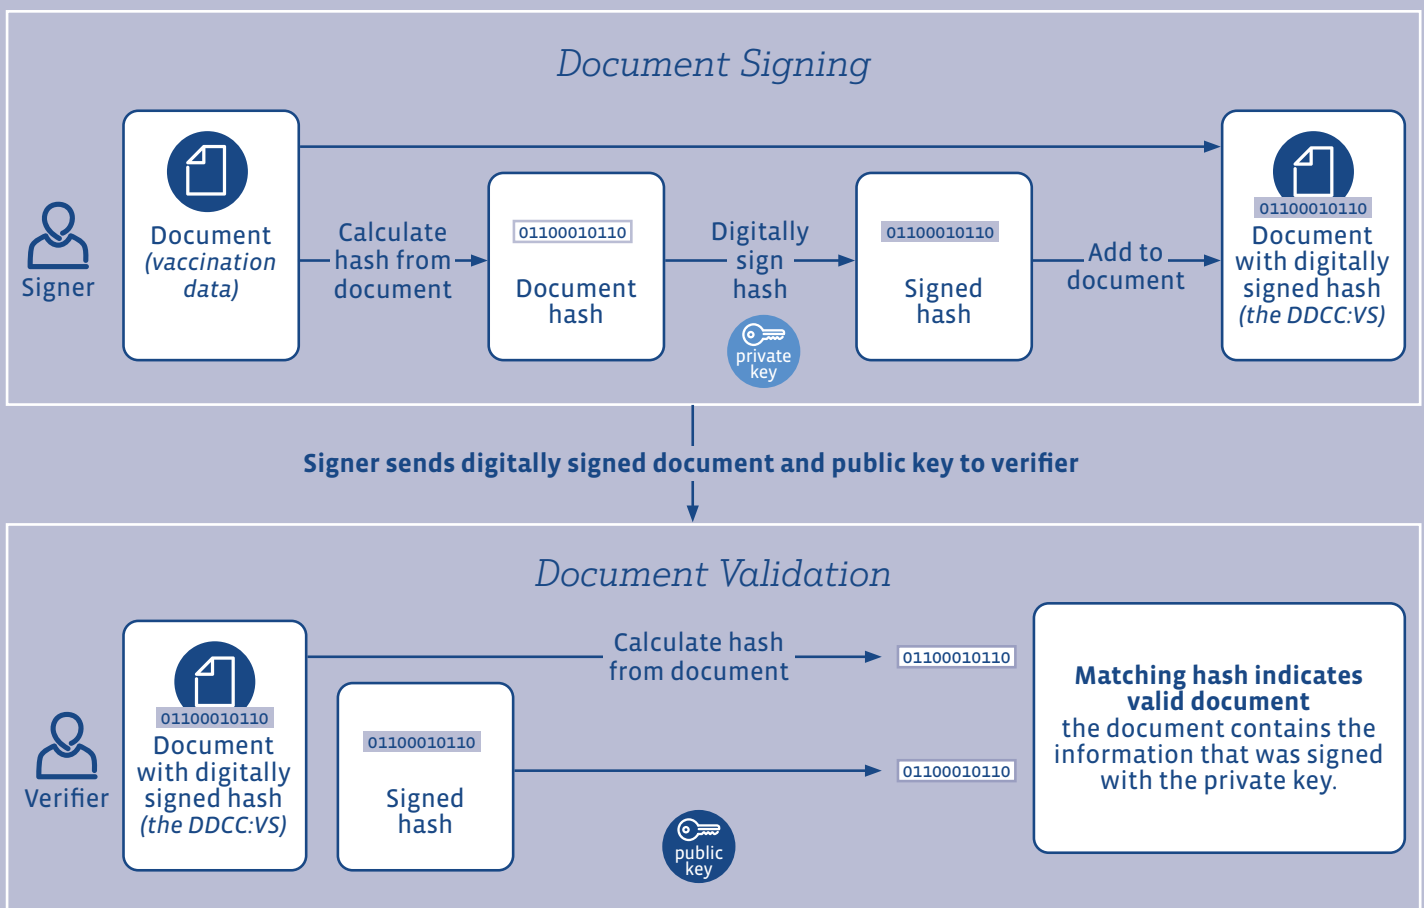 Document Signing
Signer
Document
(vaccination
data)
Calculate
hash from
document
01100010110
Document
hash
Digitally
sign
hash
private
key
01100010110
Signed
hash
Add to
document
01100010110
Document
with digitally
signed hash
(the DDCC:VS)
Signer sends digitally signed document and public key to verifier
Document Validation
Verifier
01100010110
Document
with digitally
signed hash
(the DDCC:VS)
01100010110
Signed
hash
Calculate hash
from document
01100010110
01100010110
public
key
Matching hash indicates
valid document
the document contains the
information that was signed
with the private key.